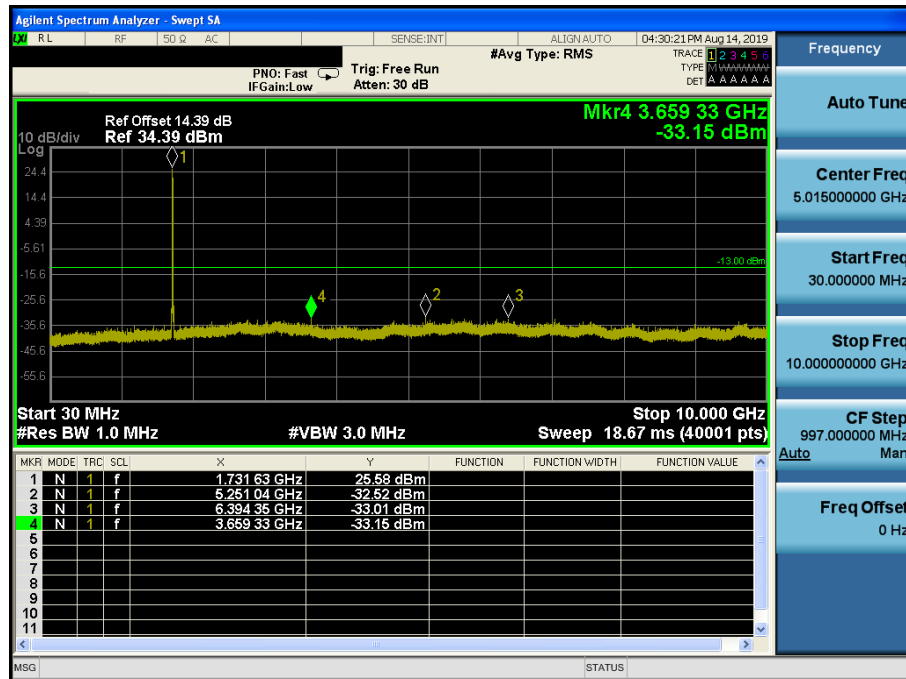 Agilent Spectrum Analyzer - Swept SA
LXI RL RF 50 Ω AC SENSE:INT ALIGNAUTO 04:30:21 PM Aug 14, 2019
#Avg Type: RMS TRACE 1 2 3 4 5 6
PNO: Fast Trig: Free Run TYPE MWWWWW
IFGain:Low Atten: 30 dB DET A A A A A A
Mkr4 3.659 33 GHz
Ref Offset 14.39 dB
10 dB/div Ref 34.39 dBm -33.15 dBm
Log
1
24.4
14.4
4.39
-5.61
-13.00 dBm
-15.6
-25.6
4 2 3
-35.6
-45.6
-55.6
Start 30 MHz Stop 10.000 GHz
#Res BW 1.0 MHz #VBW 3.0 MHz Sweep 18.67 ms (40001 pts)
MKR MODE TRC SCL X Y FUNCTION FUNCTION WIDTH FUNCTION VALUE
1 N 1 f 1.731 63 GHz 25.58 dBm
2 N 1 f 5.251 04 GHz -32.52 dBm
3 N 1 f 6.394 35 GHz -33.01 dBm
4 N 1 f 3.659 33 GHz -33.15 dBm
5
6
7
8
9
10
11
MSG STATUS
Frequency
Auto Tune
Center Freq
5.015000000 GHz
Start Freq
30.000000 MHz
Stop Freq
10.000000000 GHz
CF Step
997.000000 MHz
Auto Man
Freq Offset
0 Hz